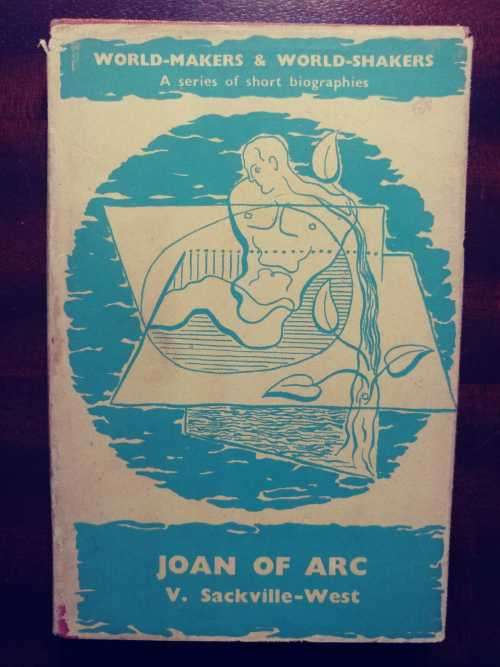 WORLD-MAKERS & WORLD-SHAKERS
A series of short biographies
JOAN OF ARC
V. Sackville-West